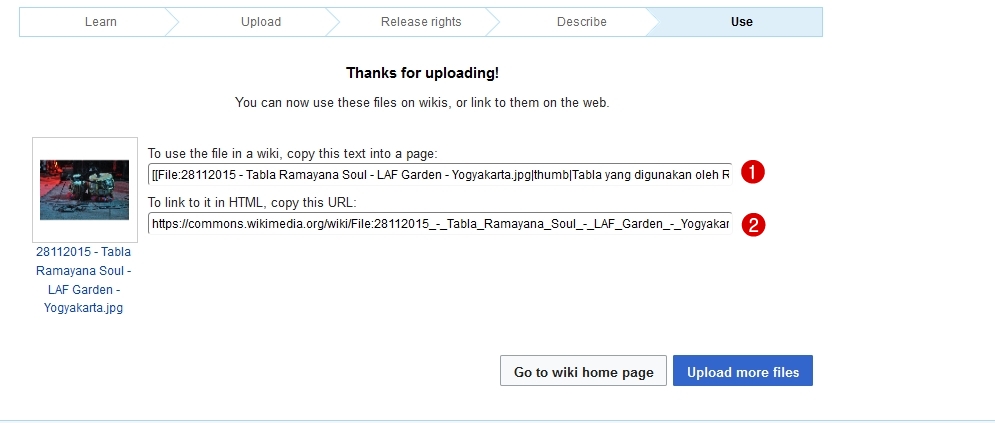 Learn
Upload
Release rights
Describe
Use
Thanks for uploading!
You can now use these files on wikis, or link to them on the web.
To use the file in a wiki, copy this text into a page:
[[File:28112015 - Tabla Ramayana Soul - LAF Garden - Yogyakarta.jpg|thumb|Tabla yang digunakan oleh R
1
To link to it in HTML, copy this URL:
https://commons.wikimedia.org/wiki/File:28112015_-_Tabla_Ramayana_Soul_-_LAF_Garden_-_Yogyakar
2
28112015 - Tabla
Ramayana Soul -
LAF Garden -
Yogyakarta.jpg
Go to wiki home page
Upload more files